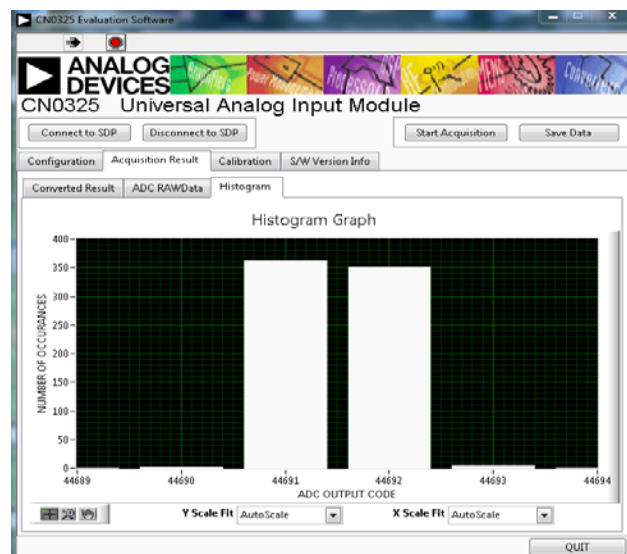 CN0325 Evaluation Software
ANALOG
DEVICES
CN0325 Universal Analog Input Module
Connect to SDP Disconnect to SDP Start Acquisition Save Data
Configuration Acquisition Result Calibration S/W Version Info
Converted Result ADC RAWData Histogram
Histogram Graph
NUMBER OF OCCURANCES
400
350
300
250
200
150
100
50
0
44689 44690 44691 44692 44693 44694
ADC OUTPUT CODE
Y Scale Fit AutoScale X Scale Fit AutoScale
QUIT